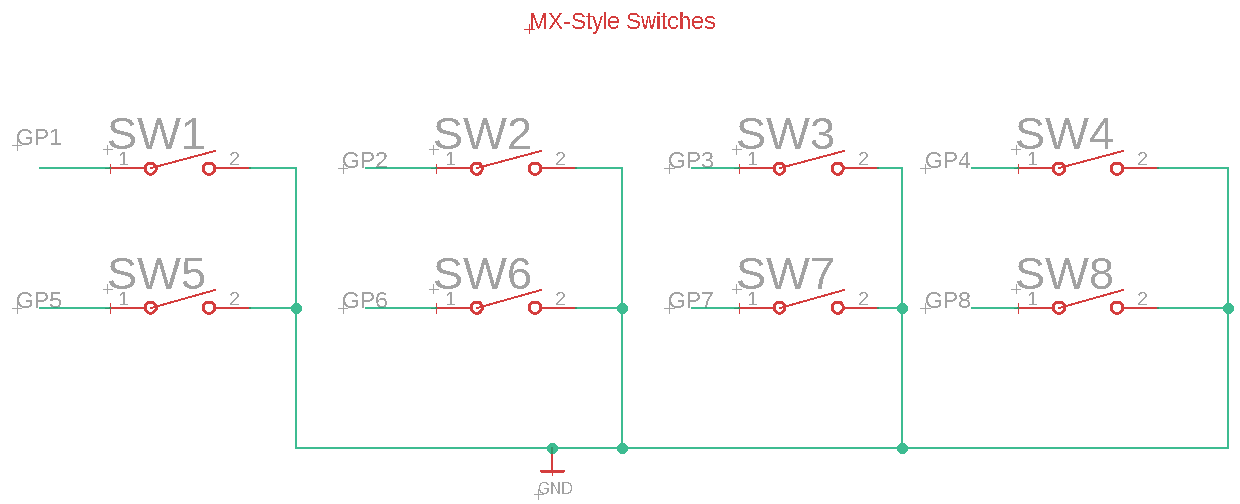 MX-Style Switches
GP1 SW1 1 2
GP2 SW2 1 2
GP3 SW3 1 2
GP4 SW4 1 2
GP5 SW5 1 2
GP6 SW6 1 2
GP7 SW7 1 2
GP8 SW8 1 2
GND